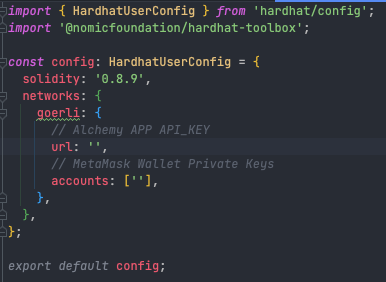 import { HardhatUserConfig } from 'hardhat/config';
import '@nomicfoundation/hardhat-toolbox';
const config: HardhatUserConfig = {
solidity: '0.8.9',
networks: {
goerli: {
// Alchemy APP API_KEY
url: '',
// MetaMask Wallet Private Keys
accounts: [''],
},
},
};
export default config;